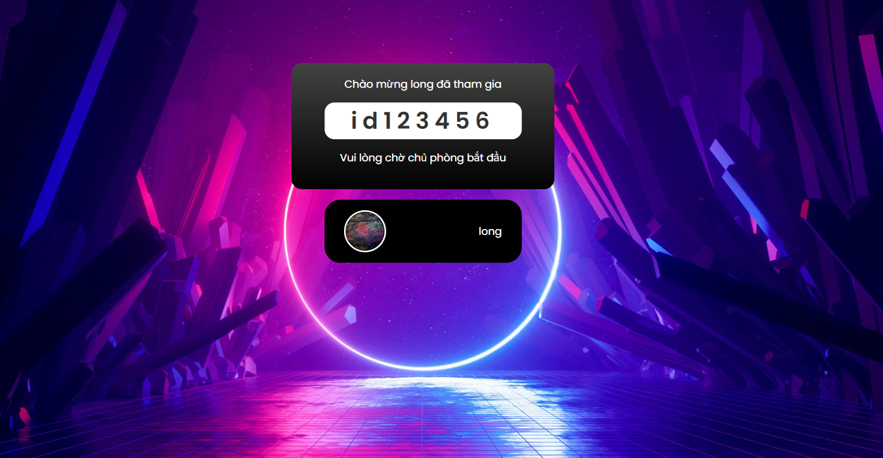 Chào mừng long đã tham gia
id123456
Vui lòng chờ chủ phòng bắt đầu
long